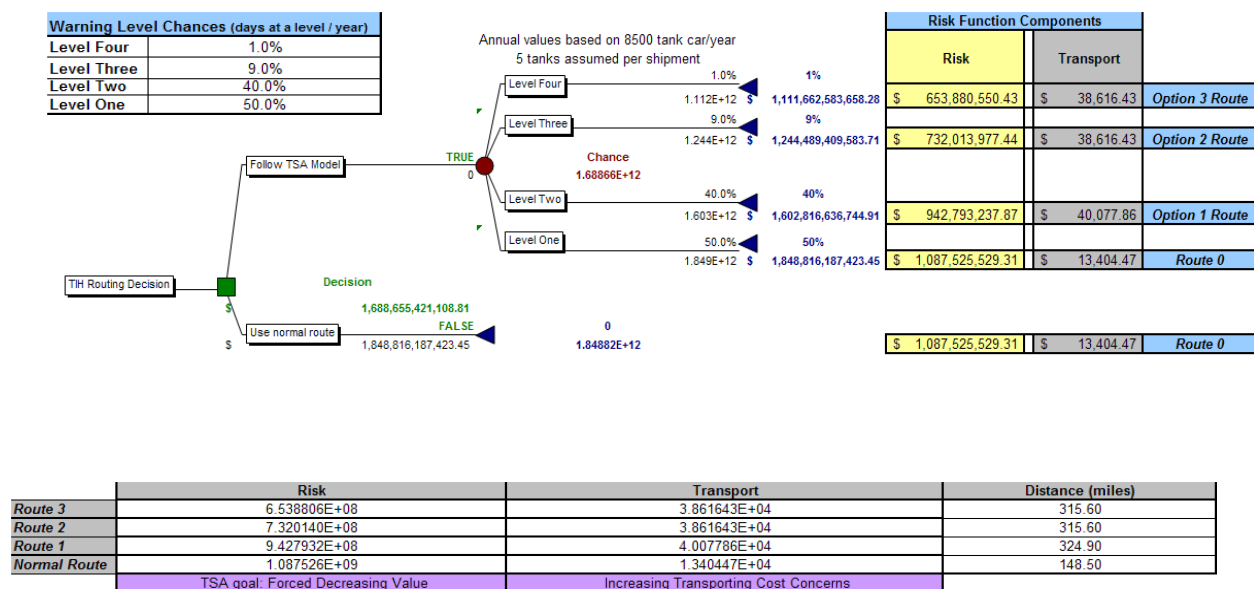 Warning Level Chances (days at a level / year)
Level Four 1.0%
Level Three 9.0%
Level Two 40.0%
Level One 50.0%
Annual values based on 8500 tank car/year
5 tanks assumed per shipment
Risk Function Components
Risk Transport
Level Four 1.0% 1%
1.112E+12 $ 1,111,662,583,658.28 $ 653,880,550.43 $ 38,616.43 Option 3 Route
Level Three 9.0% 9%
1.244E+12 $ 1,244,489,409,583.71 $ 732,013,977.44 $ 38,616.43 Option 2 Route
Follow TSA Model TRUE Chance
0 1.68866E+12
Level Two 40.0% 40%
1.603E+12 $ 1,602,816,636,744.91 $ 942,793,237.87 $ 40,077.86 Option 1 Route
Level One 50.0% 50%
1.849E+12 $ 1,848,816,187,423.45 $ 1,087,525,529.31 $ 13,404.47 Route 0
TIH Routing Decision Decision
$ 1,688,655,421,108.81
Use normal route FALSE 0
$ 1,848,816,187,423.45 1.84882E+12 $ 1,087,525,529.31 $ 13,404.47 Route 0
Risk Transport Distance (miles)
Route 3 6.538806E+08 3.861643E+04 315.60
Route 2 7.320140E+08 3.861643E+04 315.60
Route 1 9.427932E+08 4.007786E+04 324.90
Normal Route 1.087526E+09 1.340447E+04 148.50
TSA goal: Forced Decreasing Value Increasing Transporting Cost Concerns